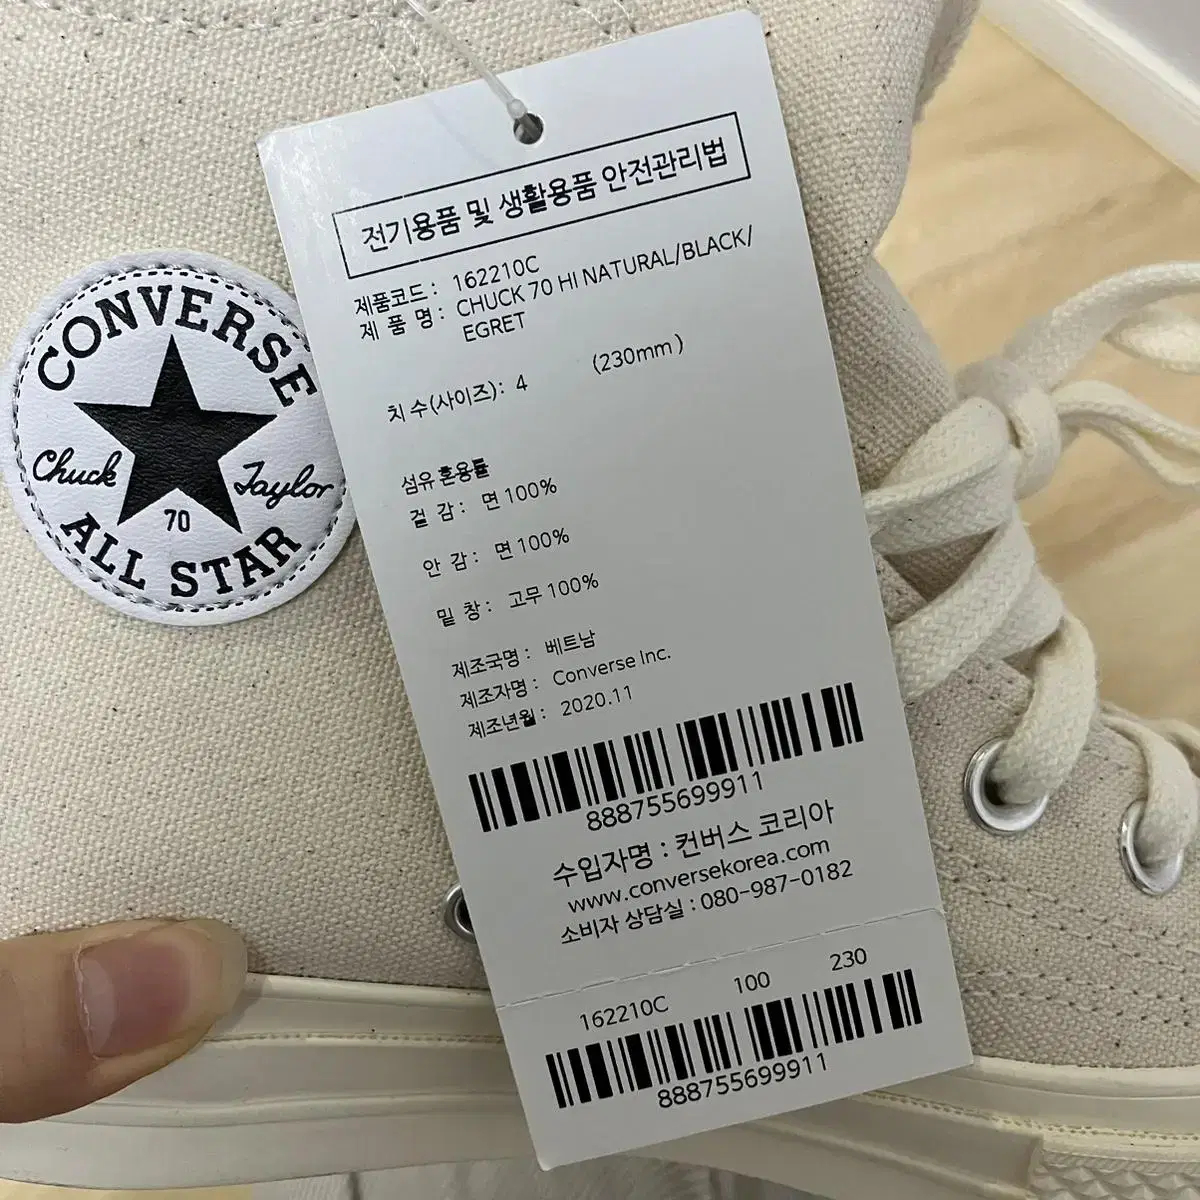 CONVERSE
Chuck Taylor
70
ALL STAR
전기용품 및 생활용품 안전관리법
제품코드 : 162210C
제 품 명 : CHUCK 70 HI NATURAL/BLACK/
EGRET
치 수(사이즈): 4 (230mm)
섬유 혼용률
겉 감 : 면 100%
안 감 : 면 100%
밑 창 : 고무 100%
제조국명 : 베트남
제조자명 : Converse Inc.
제조년월 : 2020.11
888755699911
수입자명 : 컨버스 코리아
www.conversekorea.com
소비자 상담실 : 080-987-0182
162210C 100 230
888755699911